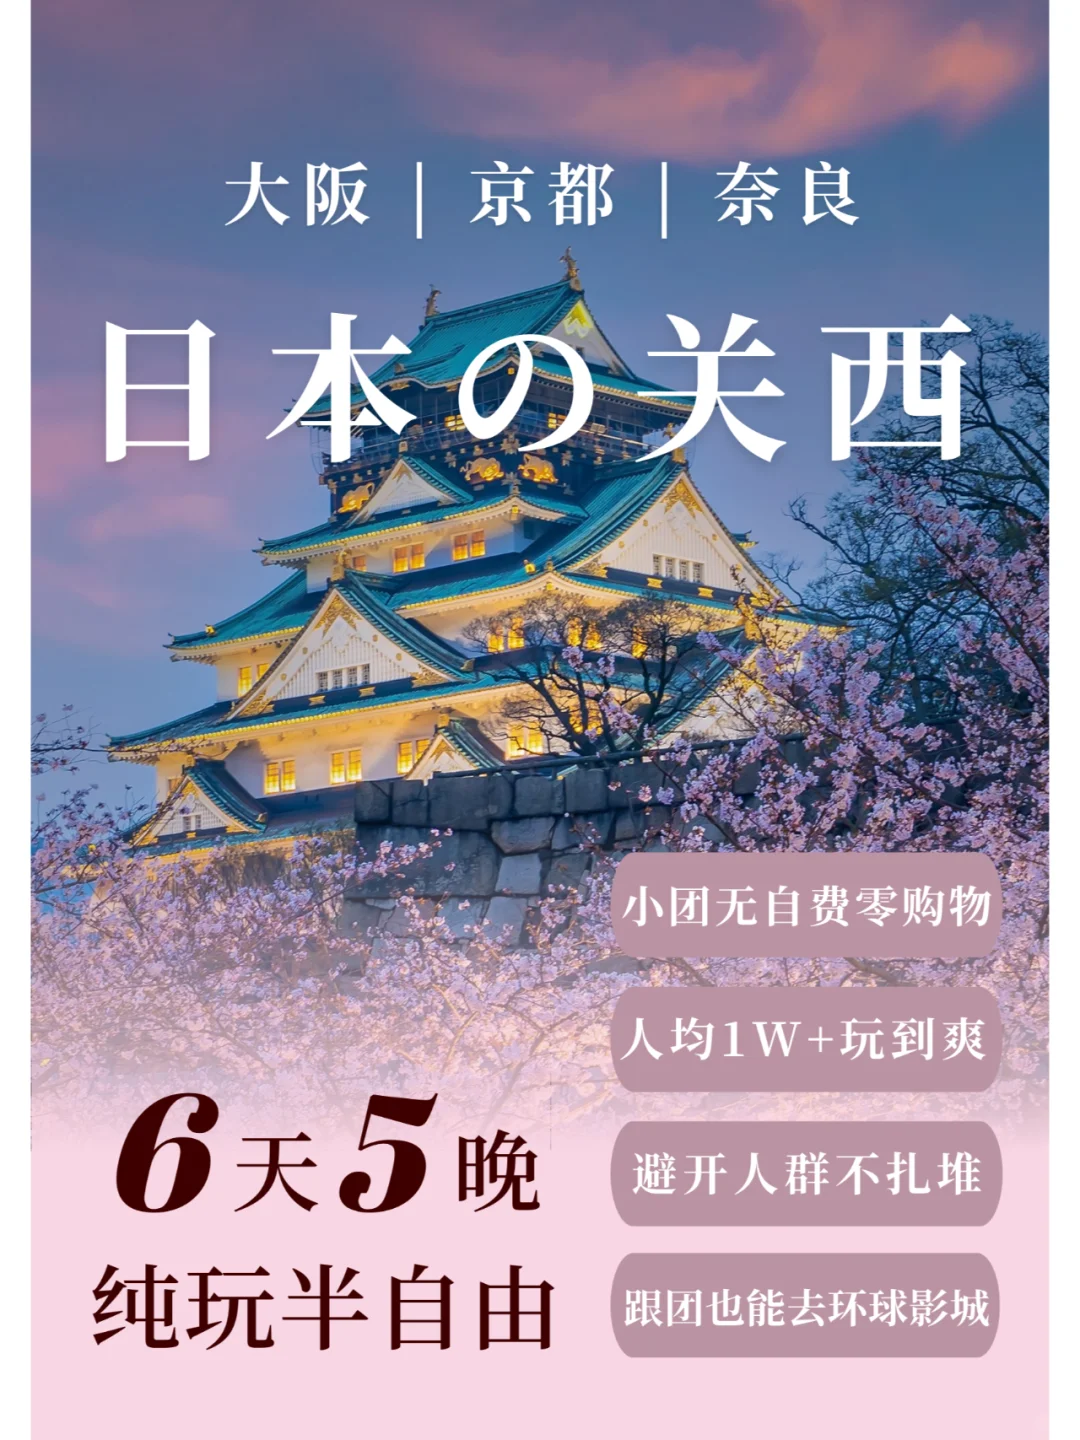 大阪 | 京都 | 奈良
日本の关西
小团无自费零购物
人均1W+玩到爽
避开人群不扎堆
跟团也能去环球影城
6天5晚
纯玩半自由